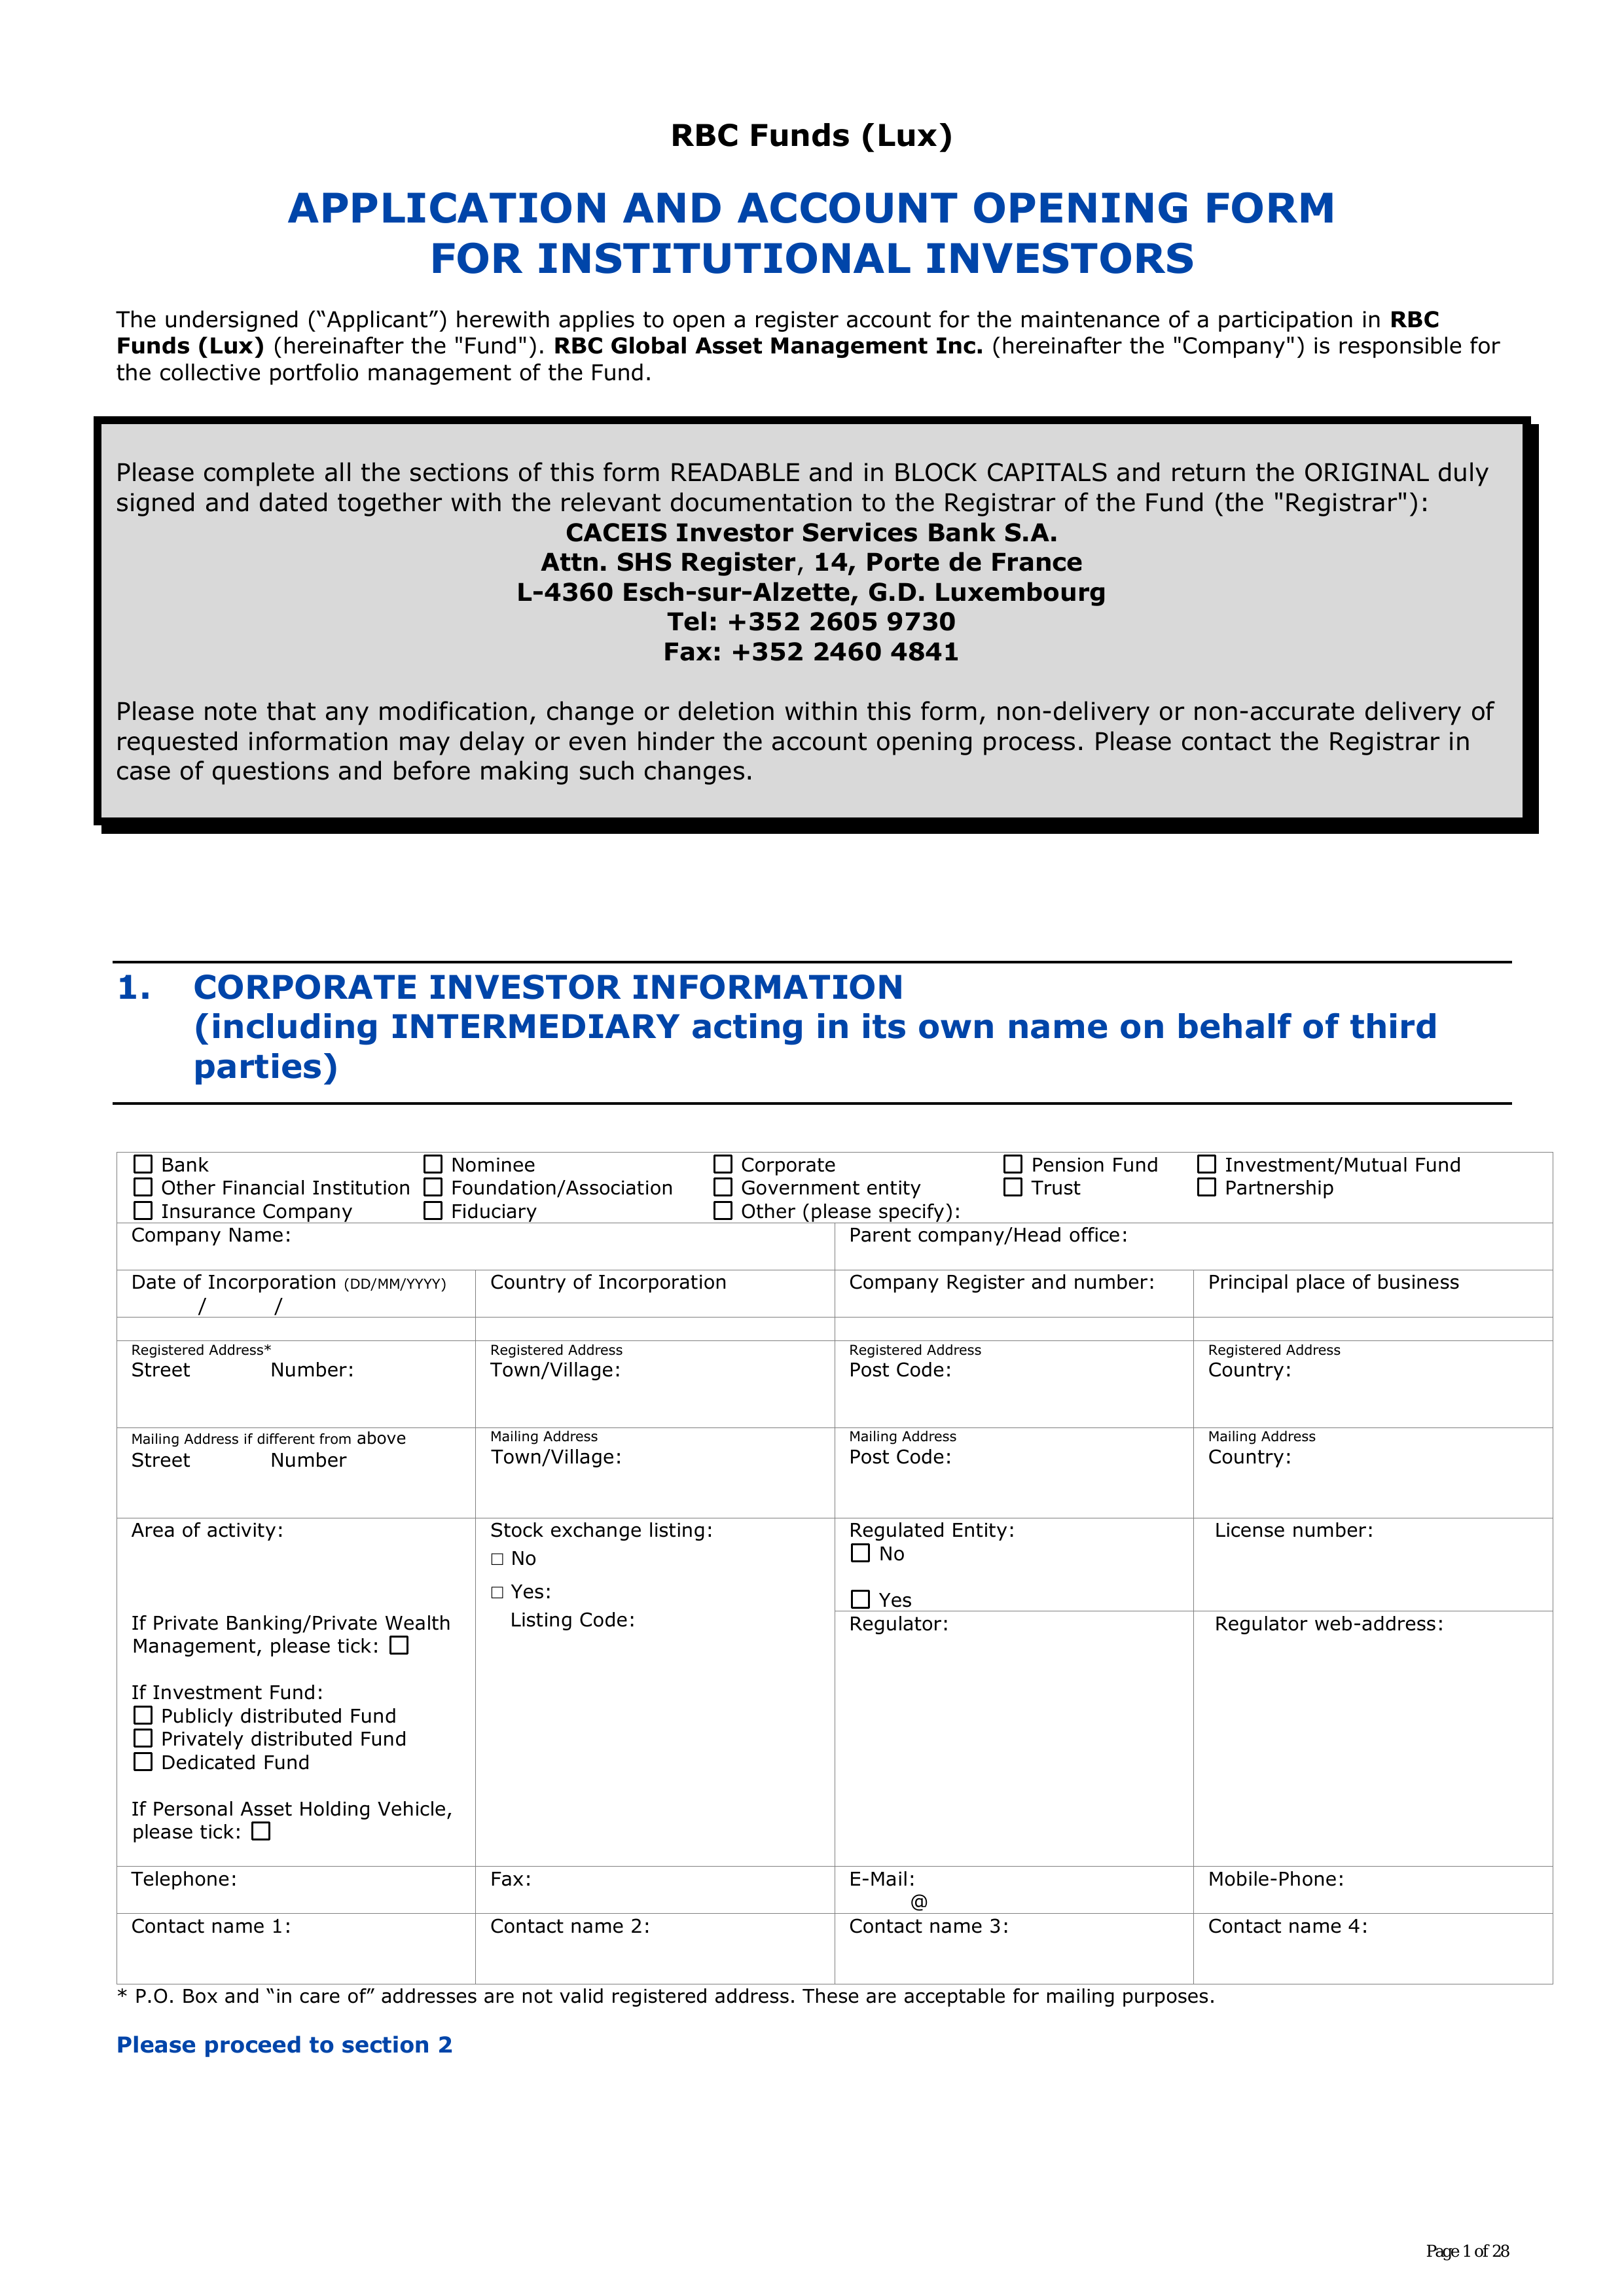 RBC Funds (Lux)
APPLICATION AND ACCOUNT OPENING FORM
FOR INSTITUTIONAL INVESTORS
The undersigned (“Applicant”) herewith applies to open a register account for the maintenance of a participation in RBC
Funds (Lux) (hereinafter the "Fund"). RBC Global Asset Management Inc. (hereinafter the "Company") is responsible for
the collective portfolio management of the Fund.
Please complete all the sections of this form READABLE and in BLOCK CAPITALS and return the ORIGINAL duly
signed and dated together with the relevant documentation to the Registrar of the Fund (the "Registrar"):
CACEIS Investor Services Bank S.A.
Attn. SHS Register, 14, Porte de France
L-4360 Esch-sur-Alzette, G.D. Luxembourg
Tel: +352 2605 9730
Fax: +352 2460 4841
Please note that any modification, change or deletion within this form, non-delivery or non-accurate delivery of
requested information may delay or even hinder the account opening process. Please contact the Registrar in
case of questions and before making such changes.
1. CORPORATE INVESTOR INFORMATION
(including INTERMEDIARY acting in its own name on behalf of third
parties)
☐ Bank ☐ Nominee ☐ Corporate ☐ Pension Fund ☐ Investment/Mutual Fund
☐ Other Financial Institution ☐ Foundation/Association ☐ Government entity ☐ Trust ☐ Partnership
☐ Insurance Company ☐ Fiduciary ☐ Other (please specify):
Company Name: Parent company/Head office:
Date of Incorporation (DD/MM/YYYY) Country of Incorporation Company Register and number: Principal place of business
/ /
Registered Address* Registered Address Registered Address Registered Address
Street Number: Town/Village: Post Code: Country:
Mailing Address if different from above Mailing Address Mailing Address Mailing Address
Street Number Town/Village: Post Code: Country:
Area of activity:
If Private Banking/Private Wealth
Management, please tick: ☐
If Investment Fund:
☐ Publicly distributed Fund
☐ Privately distributed Fund
☐ Dedicated Fund
If Personal Asset Holding Vehicle,
please tick: ☐
Stock exchange listing:
☐ No
☐ Yes:
Listing Code:
Regulated Entity:
☐ No
☐ Yes
License number:
Regulator: Regulator web-address:
Telephone: Fax: E-Mail: Mobile-Phone:
@
Contact name 1: Contact name 2: Contact name 3: Contact name 4:
* P.O. Box and “in care of” addresses are not valid registered address. These are acceptable for mailing purposes.
Please proceed to section 2
Page 1 of 28